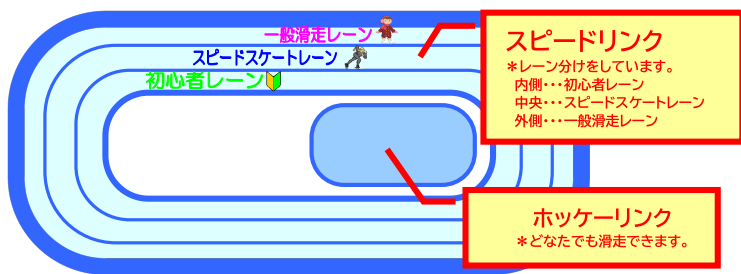 一般滑走レーン
スピードスケートレーン
初心者レーン
スピードリンク
＊レーン分けをしています。
内側・・・初心者レーン
中央・・・スピードスケートレーン
外側・・・一般滑走レーン
ホッケーリンク
＊どなたでも滑走できます。